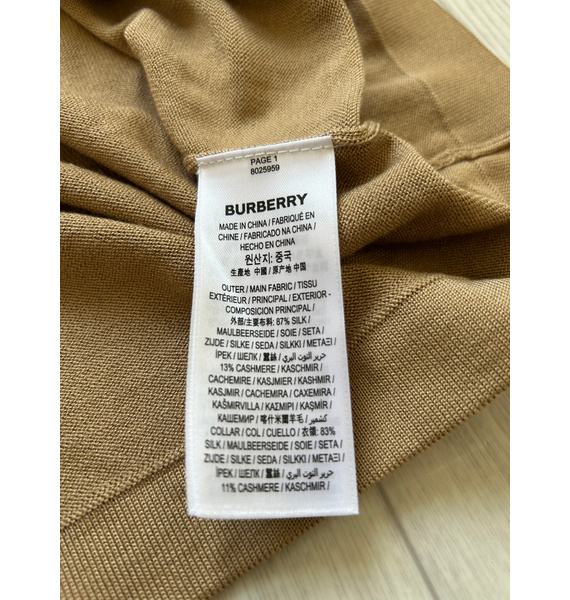 PAGE 1
8025959
BURBERRY
MADE IN CHINA / FABRIQUÉ EN
CHINE / FABRICADO NA CHINA /
HECHO EN CHINA
원산지: 중국
生產地 中國 / 原产地 中国
OUTER / MAIN FABRIC / TISSU
EXTÉRIEUR / PRINCIPAL / EXTERIOR -
COMPOSICION PRINCIPAL /
外部/主要布料: 87% SILK /
MAULBEERSEIDE / SOIE / SETA /
ZIJDE / SILKE / SEDA / SILKKI / ΜΕΤΑΞΙ /
İPEK / ШЕЛК / 蠶絲 / حرير التوت البري /
13% CASHMERE / KASCHMIR /
CACHEMIRE / KASJMIER / KASHMIR /
KASJMIR / CACHEMIRA / CAXEMIRA /
KAŠMIRVILLA / ΚΑΣΜΙΡΙ / KAŞMİR /
КАШЕМИР / 喀什米爾羊毛 / كشمير /
COLLAR / COL / CUELLO / 衣領: 83%
SILK / MAULBEERSEIDE / SOIE / SETA /
ZIJDE / SILKE / SEDA / SILKKI / ΜΕΤΑΞΙ /
İPEK / ШЕЛК / 蠶絲 / حرير التوت البري /
11% CASHMERE / KASCHMIR /